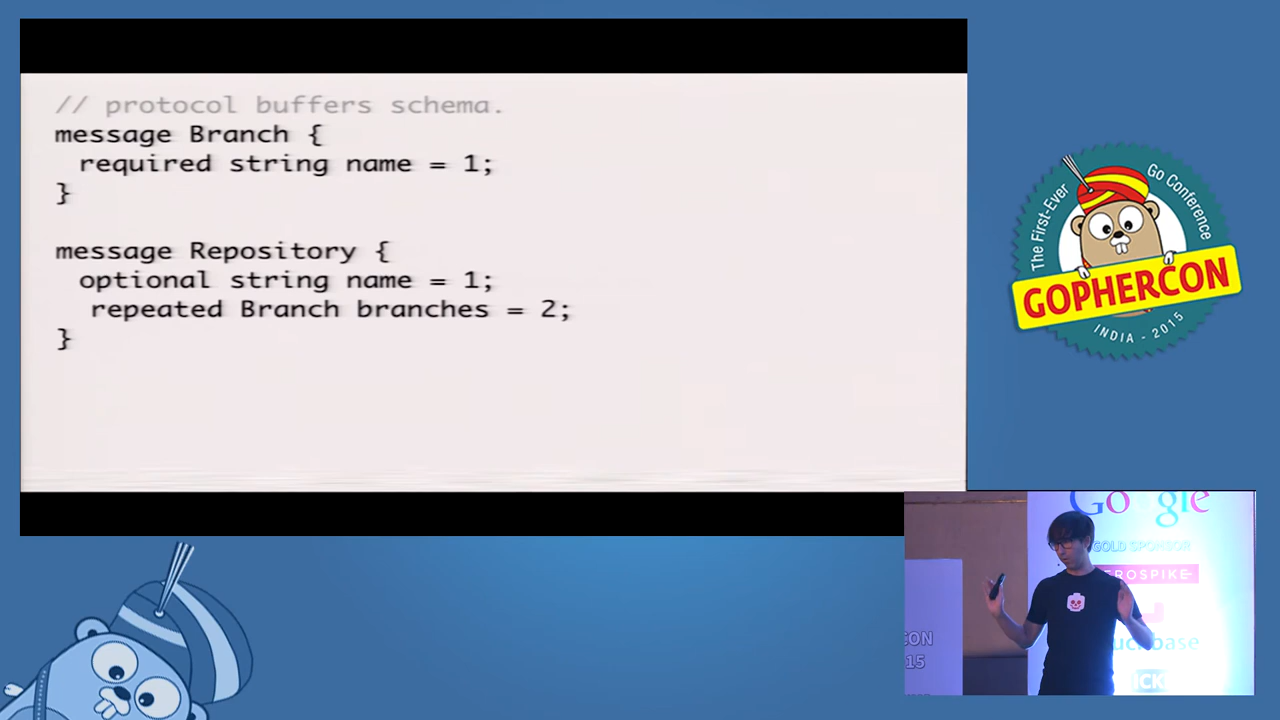 // protocol buffers schema.
message Branch {
  required string name = 1;
}
message Repository {
  optional string name = 1;
   repeated Branch branches = 2;
}
The First-Ever
Go Conference
GOPHERCON
INDIA - 2015
Google
GOLD SPONSOR